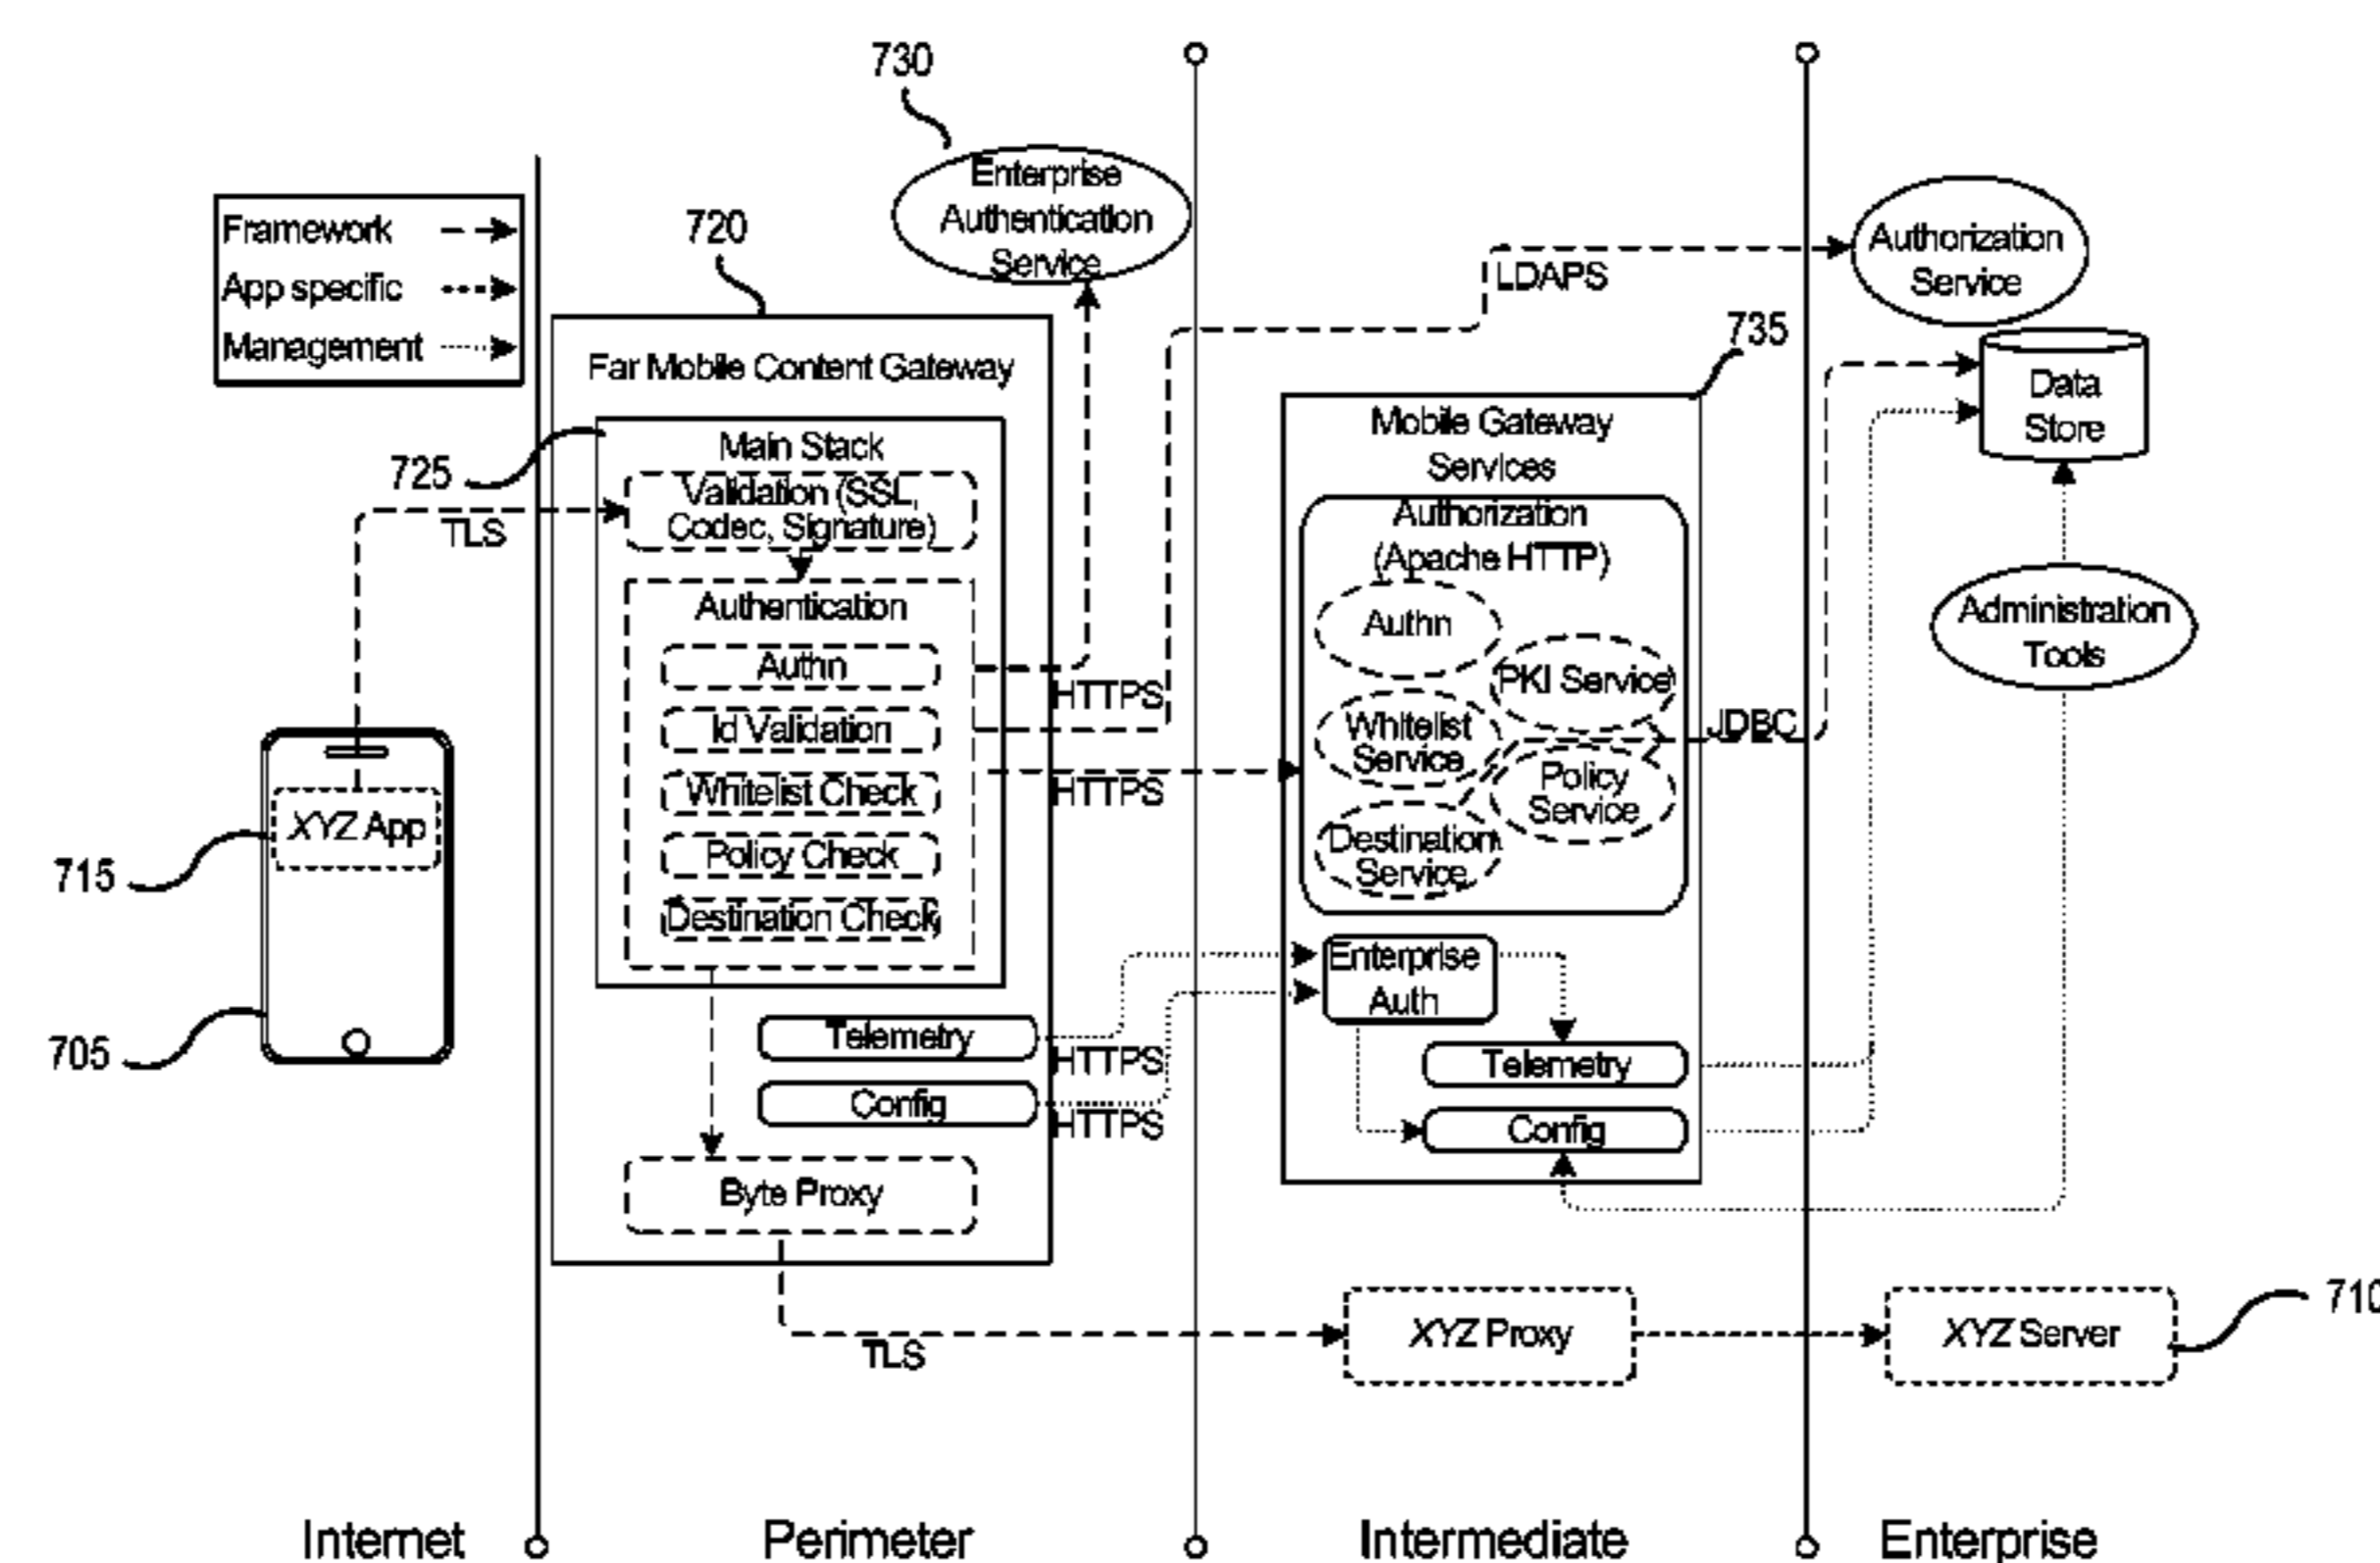 730
Enterprise
Authentication
Service
720
Framework
App specific
Management
Authorization
Service
LDAPS
735
Far Mobile Content Gateway
Main Stack
725
Validation (SSL,
Codec, Signature)
TLS
Authentication
Authn
Id Validation
Whitelist Check
Policy Check
Destination Check
HTTPS
HTTPS
Mobile Gateway
Services
Authorization
(Apache HTTP)
Authn
PKI Service
Whitelist
Service
Policy
Service
Destination
Service
JDBC
Data
Store
Administration
Tools
XYZ App
715
705
Telemetry
HTTPS
Config
HTTPS
Enterprise
Auth
Telemetry
Config
Byte Proxy
TLS
XYZ Proxy
XYZ Server
710
Internet
Perimeter
Intermediate
Enterprise